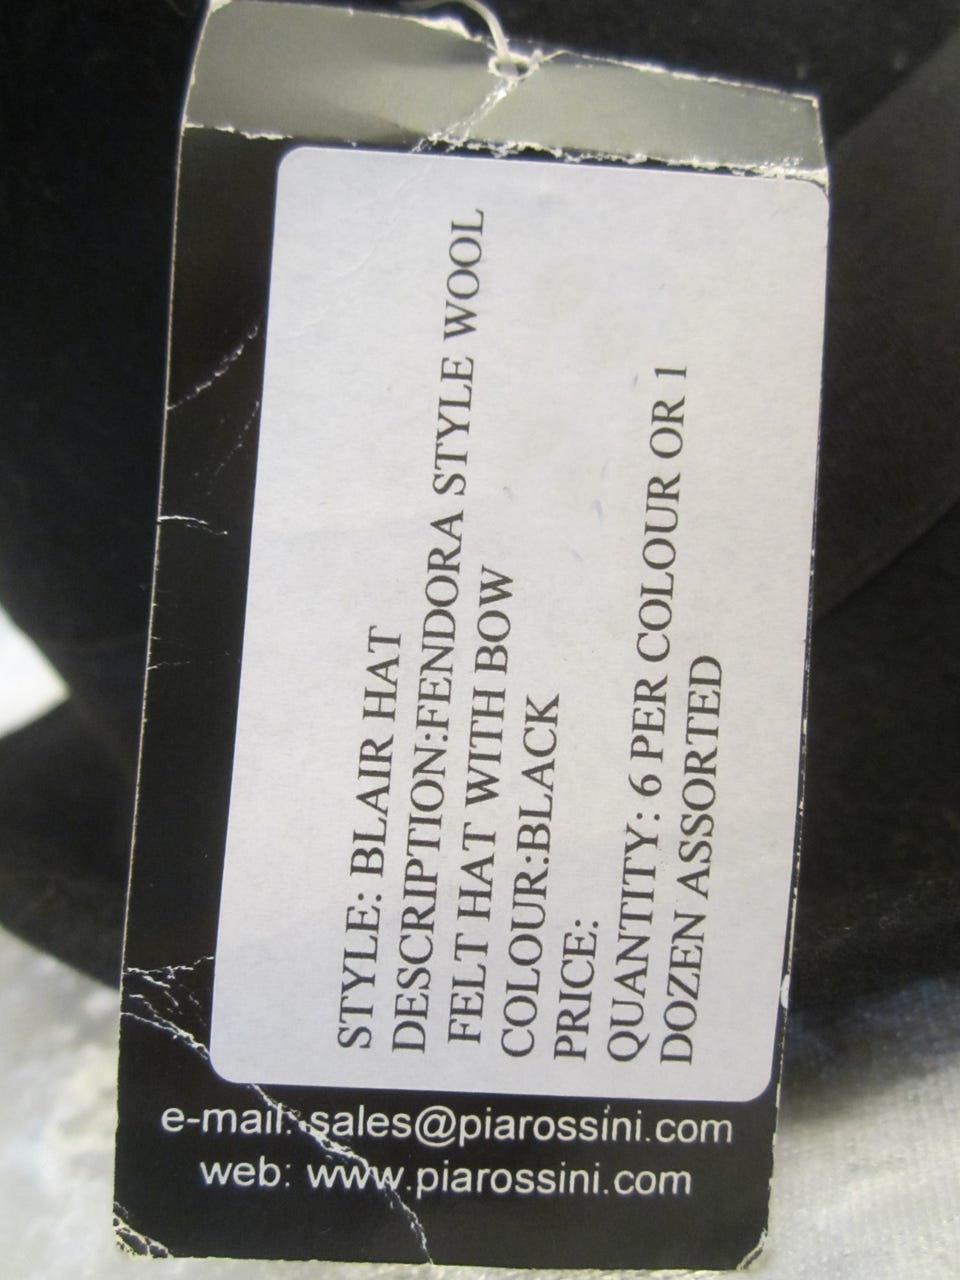 STYLE: BLAIR HAT
DESCRIPTION:FENDORA STYLE WOOL
FELT HAT WITH BOW
COLOUR:BLACK
PRICE:
QUANTITY: 6 PER COLOUR OR 1
DOZEN ASSORTED
e-mail: sales@piarossini.com
web: www.piarossini.com